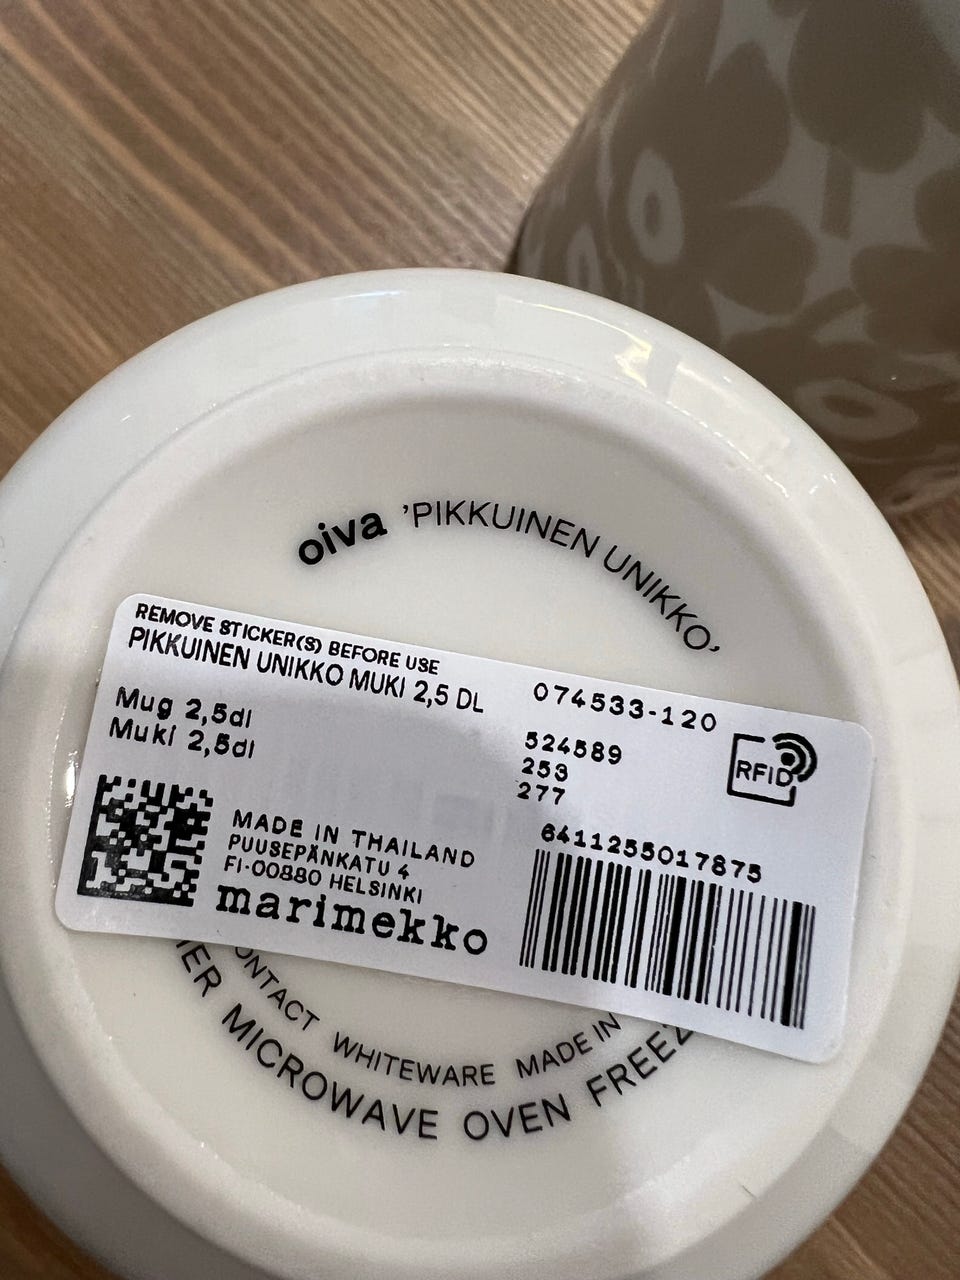 oiva 'PIKKUINEN UNIKKO'
REMOVE STICKER(S) BEFORE USE
PIKKUINEN UNIKKO MUKI 2,5 DL
Mug 2,5dl
Muki 2,5dl
074533-120
524589
253
277
RFID
MADE IN THAILAND
PUUSEPÄNKATU 4
FI-00880 HELSINKI
marimekko
6411255017875
WHITEWARE MADE IN
MICROWAVE OVEN